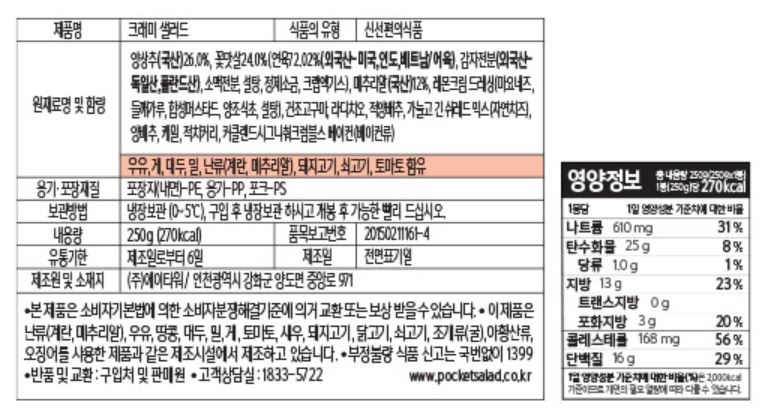 제품명 크래미 샐러드 식품의 유형 신선편의식품
원재료명 및 함량
양상추(국산)26.0%, 꽃맛살24.0%(연육72.02%(외국산-미국,인도,베트남/어육), 감자전분(외국산-
독일산,폴란드산), 소맥전분, 설탕, 정제소금, 크랩엑기스), 메추리알(국산)12%, 레몬크림 드레싱(마요네즈,
들깨가루, 합성머스타드, 양조식초, 설탕), 건조고구마, 라디치오, 적양배추, 가늘고 긴 슈레드 믹스(자연치즈),
양배추, 케일, 적치커리, 커클랜드시그니춰크럼블스 베이컨(베이컨류)
우유,게, 대두, 밀, 난류(계란, 메추리알), 돼지고기, 쇠고기, 토마토 함유
용기·포장재질 포장지(내면)-PE, 용기-PP, 포크-PS
보관방법 냉장보관 (0~5℃), 구입 후 냉장보관 하시고 개봉 후 가능한 빨리 드십시오.
내용량 250g (270kcal) 품목보고번호 20150211161-4
유통기한 제조일로부터 6일 제조일 전면표기일
제조원 및 소재지 (주)에이타워/ 인천광역시 강화군 양도면 중앙로 971
•본 제품은 소비자기본법에 의한 소비자분쟁해결기준에 의거 교환 또는 보상 받을 수 있습니다. • 이 제품은
난류(계란, 메추리알), 우유, 땅콩, 대두, 밀, 게, 토마토, 새우, 돼지고기, 닭고기, 쇠고기, 조개류(굴),아황산류,
오징어를 사용한 제품과 같은 제조시설에서 제조하고 있습니다. •부정불량 식품 신고는 국번없이 1399
•반품 및 교환 : 구입처 및 판매원 •고객상담실 : 1833-5722 www.pocketsalad.co.kr
영양정보 총 내용량 250g(250g×1병)
1병(250g)당 270kcal
1병당 1일 영양성분 기준치에 대한 비율
나트륨 610 mg 31%
탄수화물 25 g 8%
당류 1.0 g 1%
지방 13 g 23%
트랜스지방 0 g
포화지방 3 g 20%
콜레스테롤 168 mg 56%
단백질 16 g 29%
1일 영양성분 기준치에 대한 비율(%)은 2,000kcal
기준이므로 개인의 필요 열량에 따라 다를 수 있습니다.